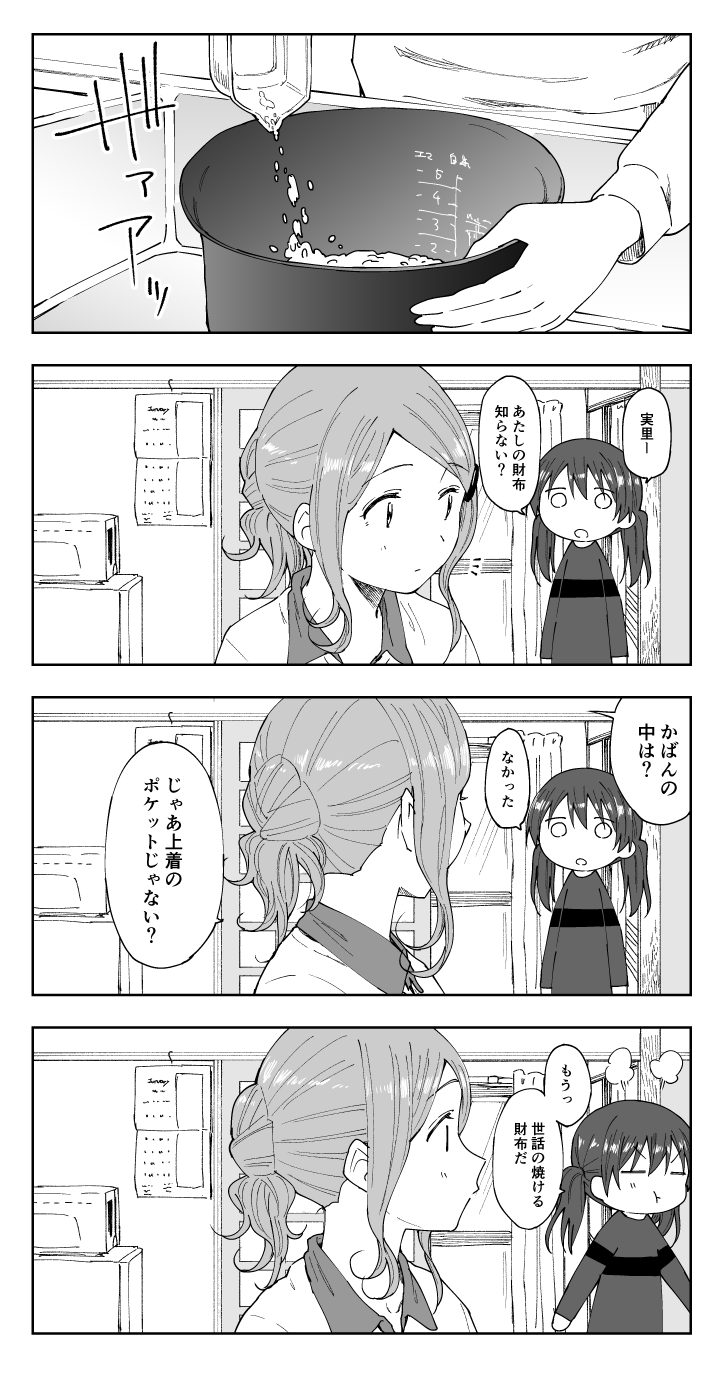 ァアッ
エコ
白米
5
4
3
2
実里ー
あたしの財布
知らない？
January
かばんの
中は？
なかった
じゃあ上着の
ポケットじゃない？
もうっ
世話の焼ける
財布だ
January